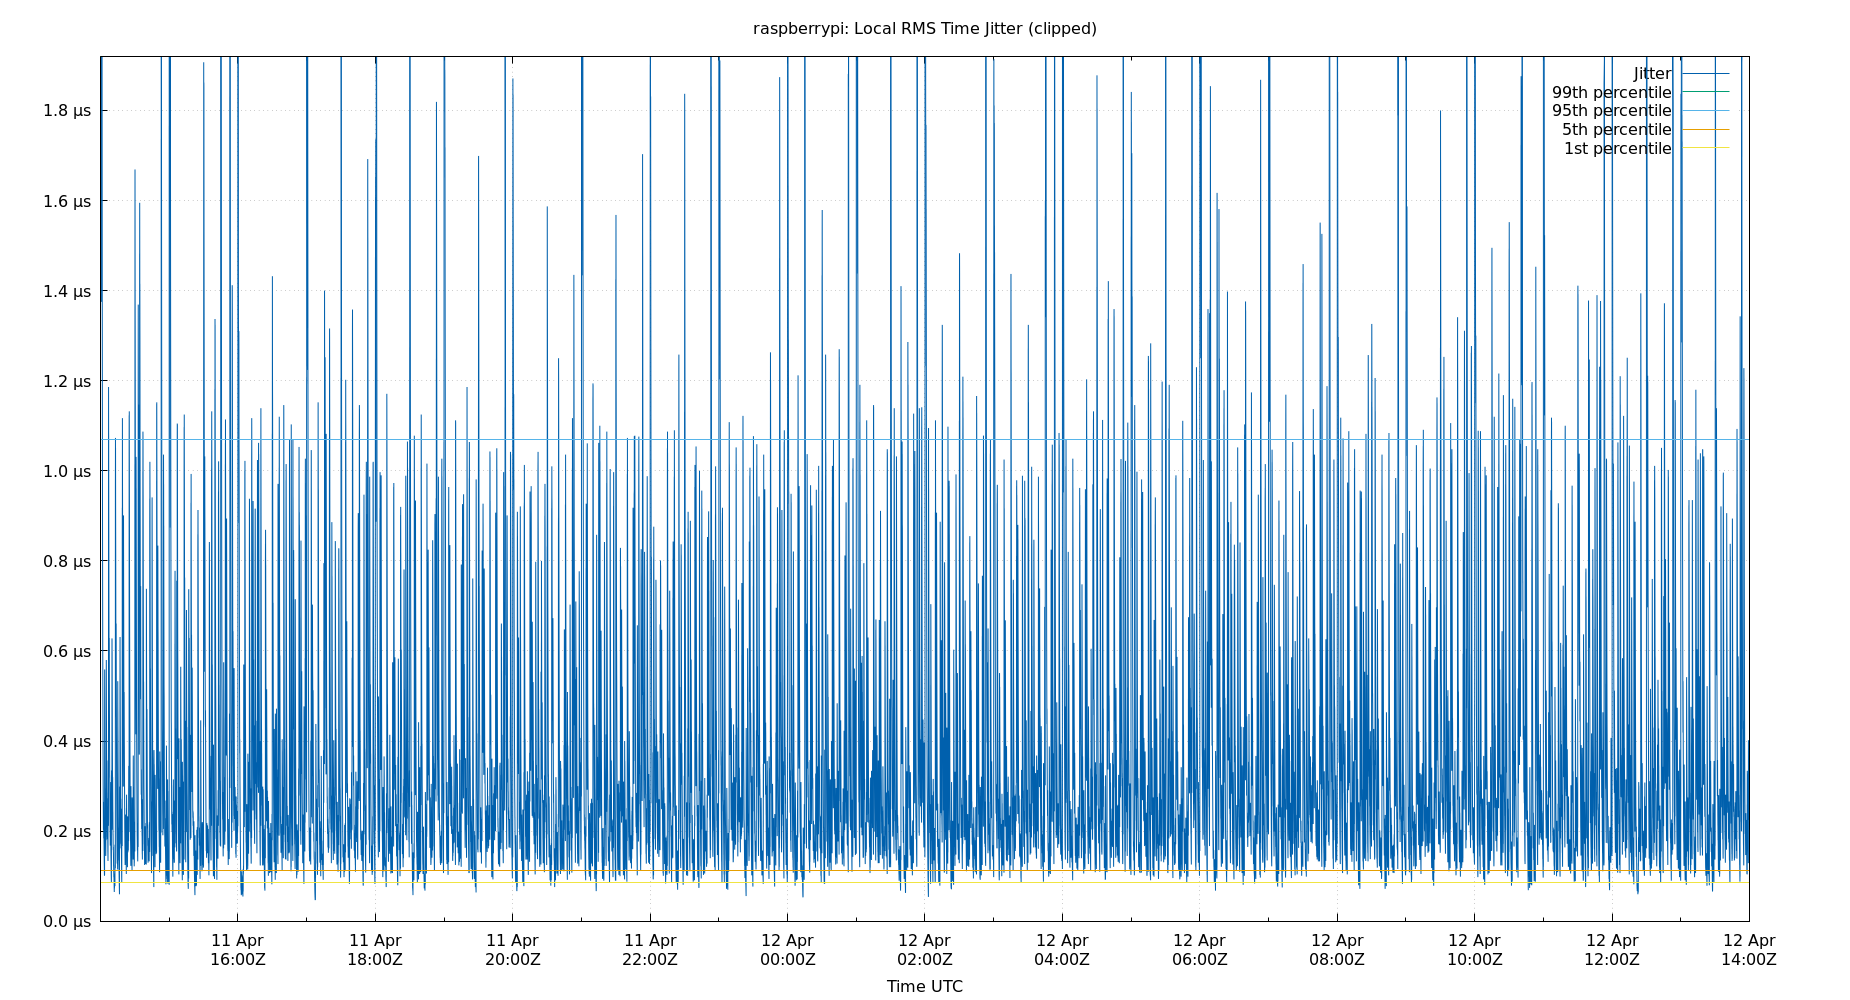 raspberrypi: Local RMS Time Jitter (clipped)
Jitter
99th percentile
95th percentile
5th percentile
1st percentile
1.8 µs
1.6 µs
1.4 µs
1.2 µs
1.0 µs
0.8 µs
0.6 µs
0.4 µs
0.2 µs
0.0 µs
11 Apr 11 Apr 11 Apr 11 Apr 12 Apr 12 Apr 12 Apr 12 Apr 12 Apr 12 Apr 12 Apr 12 Apr
16:00Z 18:00Z 20:00Z 22:00Z 00:00Z 02:00Z 04:00Z 06:00Z 08:00Z 10:00Z 12:00Z 14:00Z
Time UTC